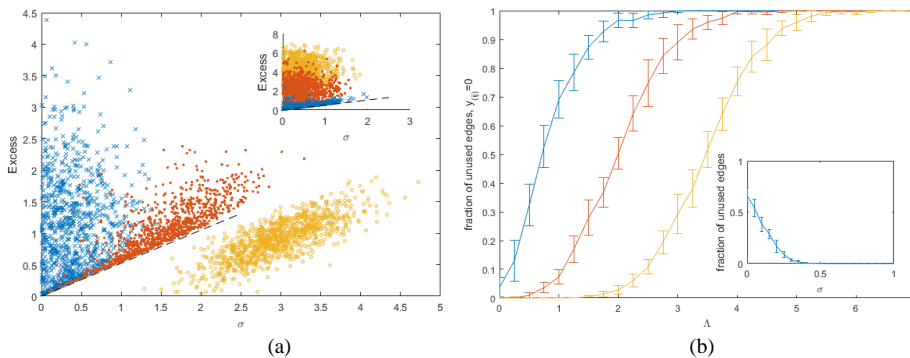 4.5
4
3.5
3
2.5
2
1.5
1
0.5
0
Excess
0 0.5 1 1.5 2 2.5 3 3.5 4 4.5 5
σ
8
6
4
2
0
Excess
0 1 2 3
σ
(a)
1
0.9
0.8
0.7
0.6
0.5
0.4
0.3
0.2
0.1
0
fraction of unused edges, y(ij)=0
0 1 2 3 4 5 6
Λ
1
0.5
0
fraction of unused edges
0 0.5 1
σ
(b)